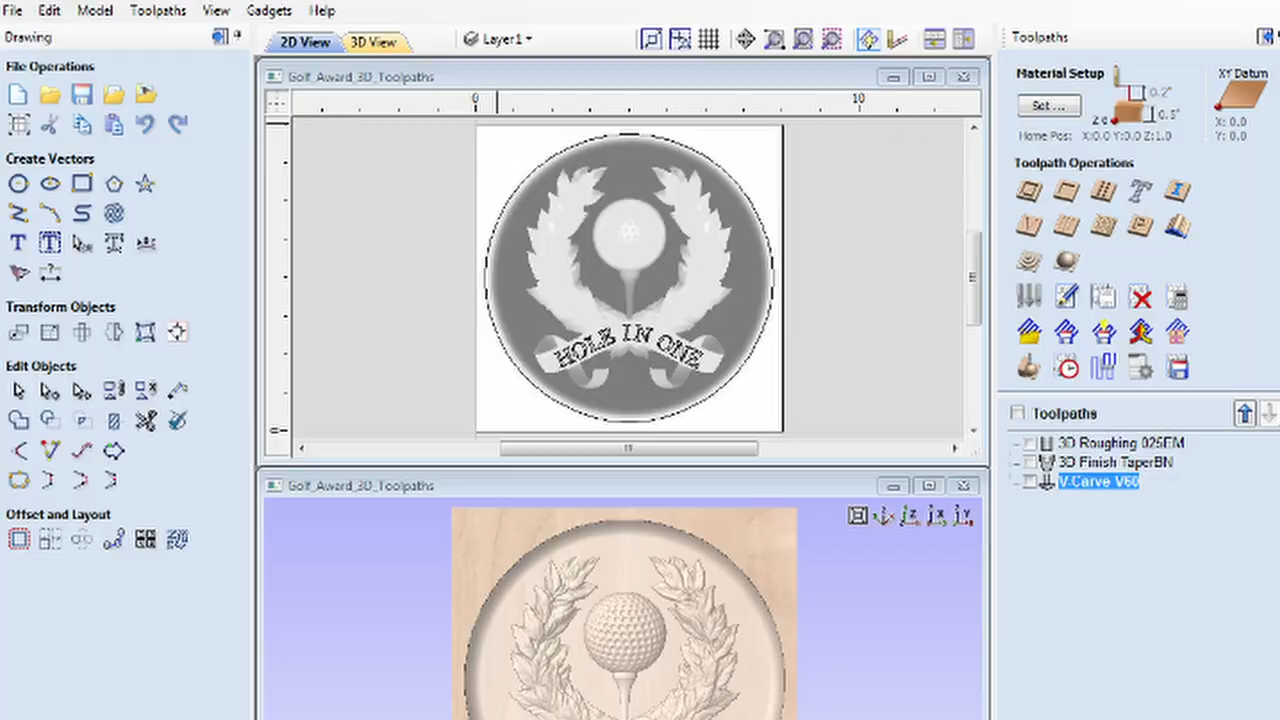 File Edit Model Toolpaths View Gadgets Help
Drawing
File Operations
Create Vectors
Transform Objects
Edit Objects
Offset and Layout
2D View 3D View Layer1
Golf_Award_3D_Toolpaths
0 10
HOLE IN ONE
Golf_Award_3D_Toolpaths
Toolpaths
Material Setup XY Datum
Set ... 0.2"
Z 0 0.5" X: 0.0
Home Pos: X:0.0 Y:0.0 Z:1.0 Y: 0.0
Toolpath Operations
Toolpaths
3D Roughing 025EM
3D Finish TaperBN
V.Carve V60